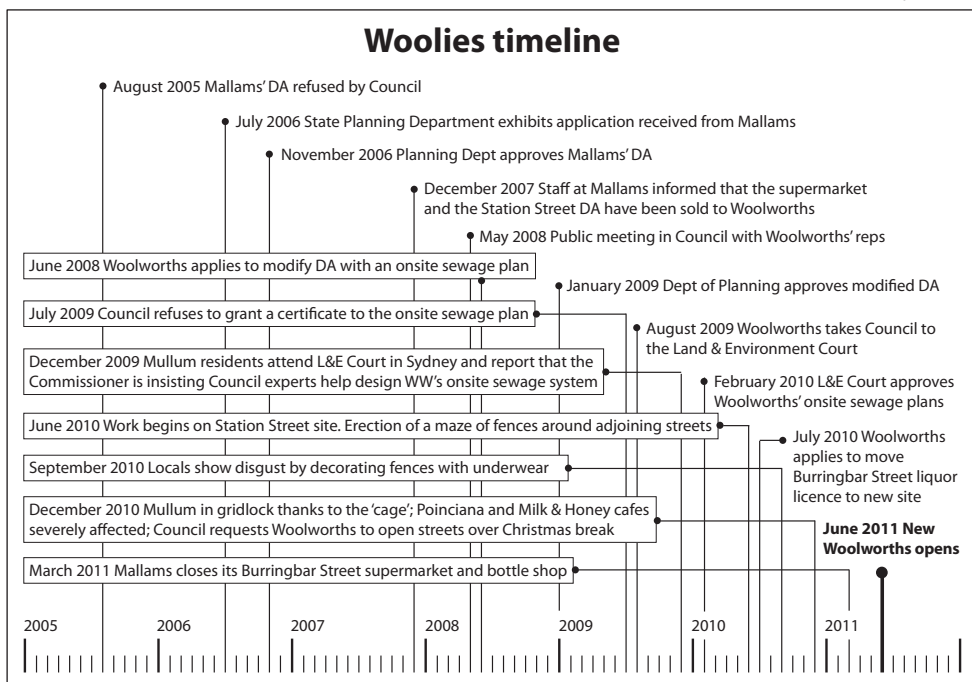 Woolies timeline
August 2005 Mallams’ DA refused by Council
July 2006 State Planning Department exhibits application received from Mallams
November 2006 Planning Dept approves Mallams’ DA
December 2007 Staff at Mallams informed that the supermarket
and the Station Street DA have been sold to Woolworths
May 2008 Public meeting in Council with Woolworths’ reps
June 2008 Woolworths applies to modify DA with an onsite sewage plan
January 2009 Dept of Planning approves modified DA
July 2009 Council refuses to grant a certificate to the onsite sewage plan
August 2009 Woolworths takes Council to
the Land & Environment Court
December 2009 Mullum residents attend L&E Court in Sydney and report that the
Commissioner is insisting Council experts help design WW’s onsite sewage system
February 2010 L&E Court approves
Woolworths’ onsite sewage plans
June 2010 Work begins on Station Street site. Erection of a maze of fences around adjoining streets
July 2010 Woolworths
applies to move
Burringbar Street liquor
licence to new site
September 2010 Locals show disgust by decorating fences with underwear
December 2010 Mullum in gridlock thanks to the ‘cage’; Poinciana and Milk & Honey cafes
severely affected; Council requests Woolworths to open streets over Christmas break
June 2011 New
Woolworths opens
March 2011 Mallams closes its Burringbar Street supermarket and bottle shop
2005 2006 2007 2008 2009 2010 2011